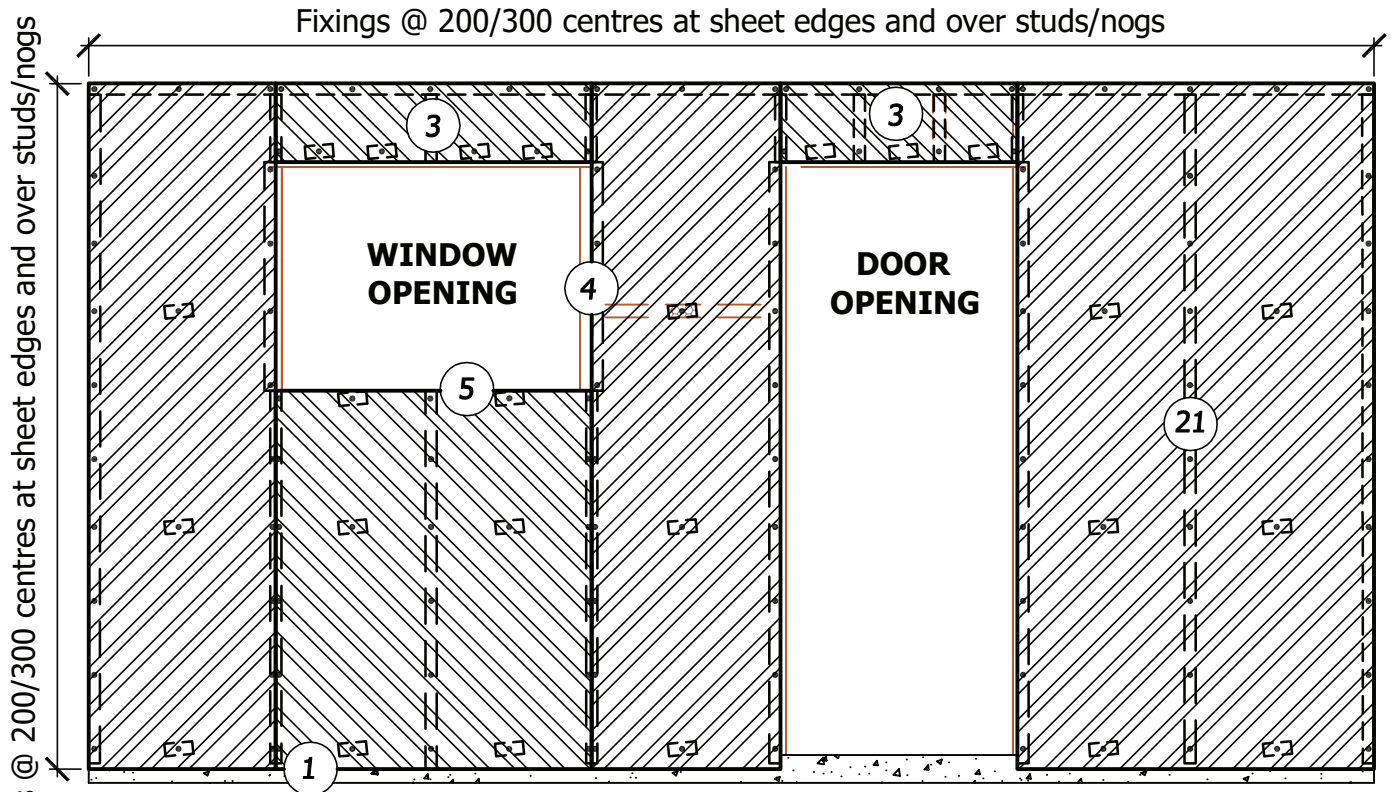 Fixings @ 200/300 centres at sheet edges and over studs/nogs
@ 200/300 centres at sheet edges and over studs/nogs
3
3
WINDOW
OPENING
4
DOOR
OPENING
5
21
1